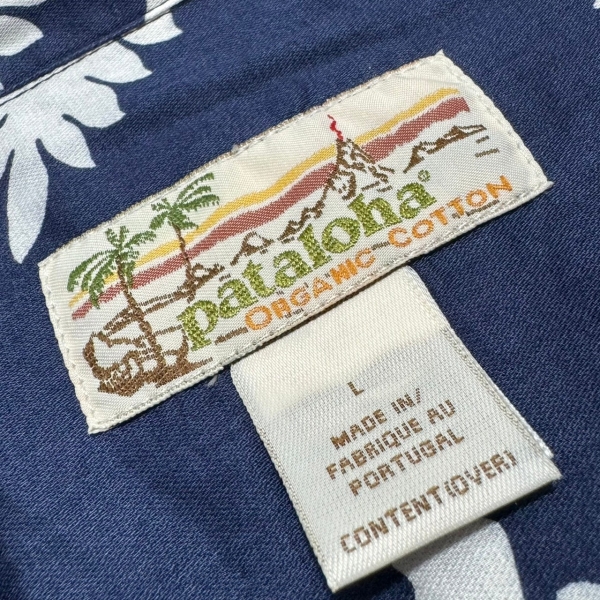 pataloha®
ORGANIC COTTON
L
MADE IN/
FABRIQUE AU
PORTUGAL
CONTENT(OVER)